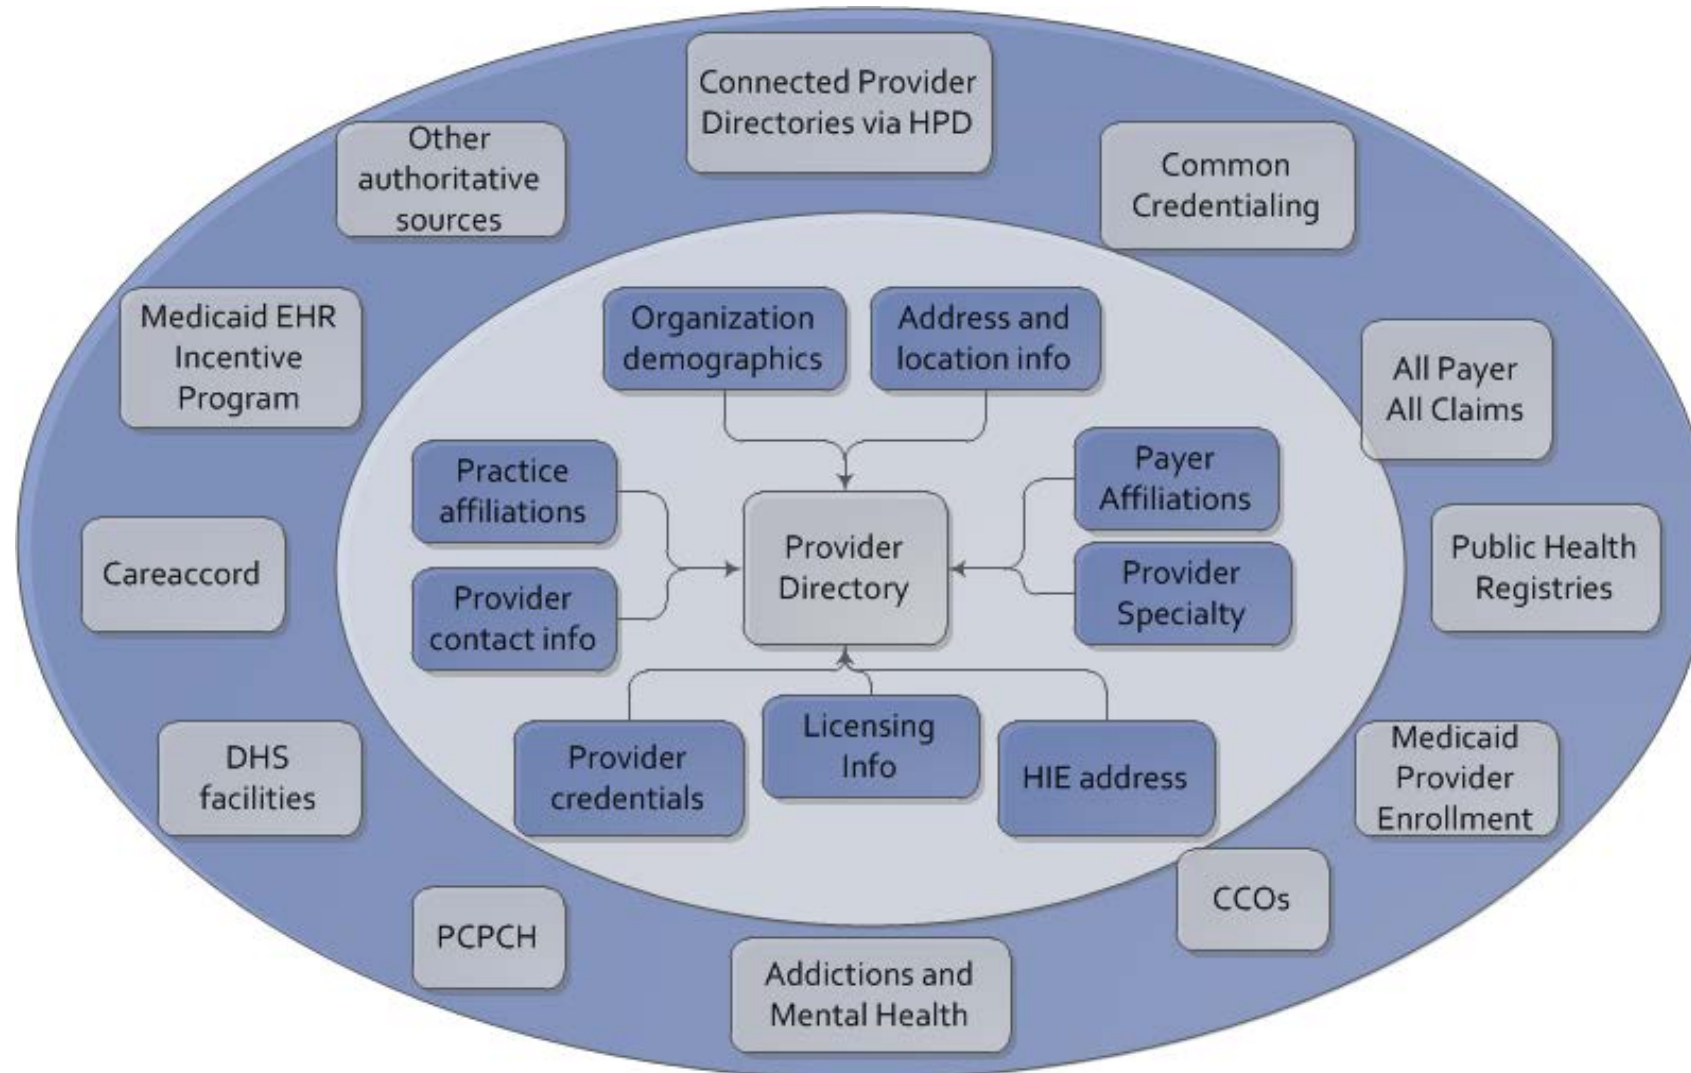 Connected Provider
Directories via HPD
Other
authoritative
sources
Common
Credentialing
Medicaid EHR
Incentive
Program
Organization
demographics
Address and
location info
All Payer
All Claims
Practice
affiliations
Payer
Affiliations
Provider
Directory
Careaccord
Provider
contact info
Provider
Specialty
Public Health
Registries
DHS
facilities
Provider
credentials
Licensing
Info
HIE address
Medicaid
Provider
Enrollment
PCPCH
CCOs
Addictions and
Mental Health